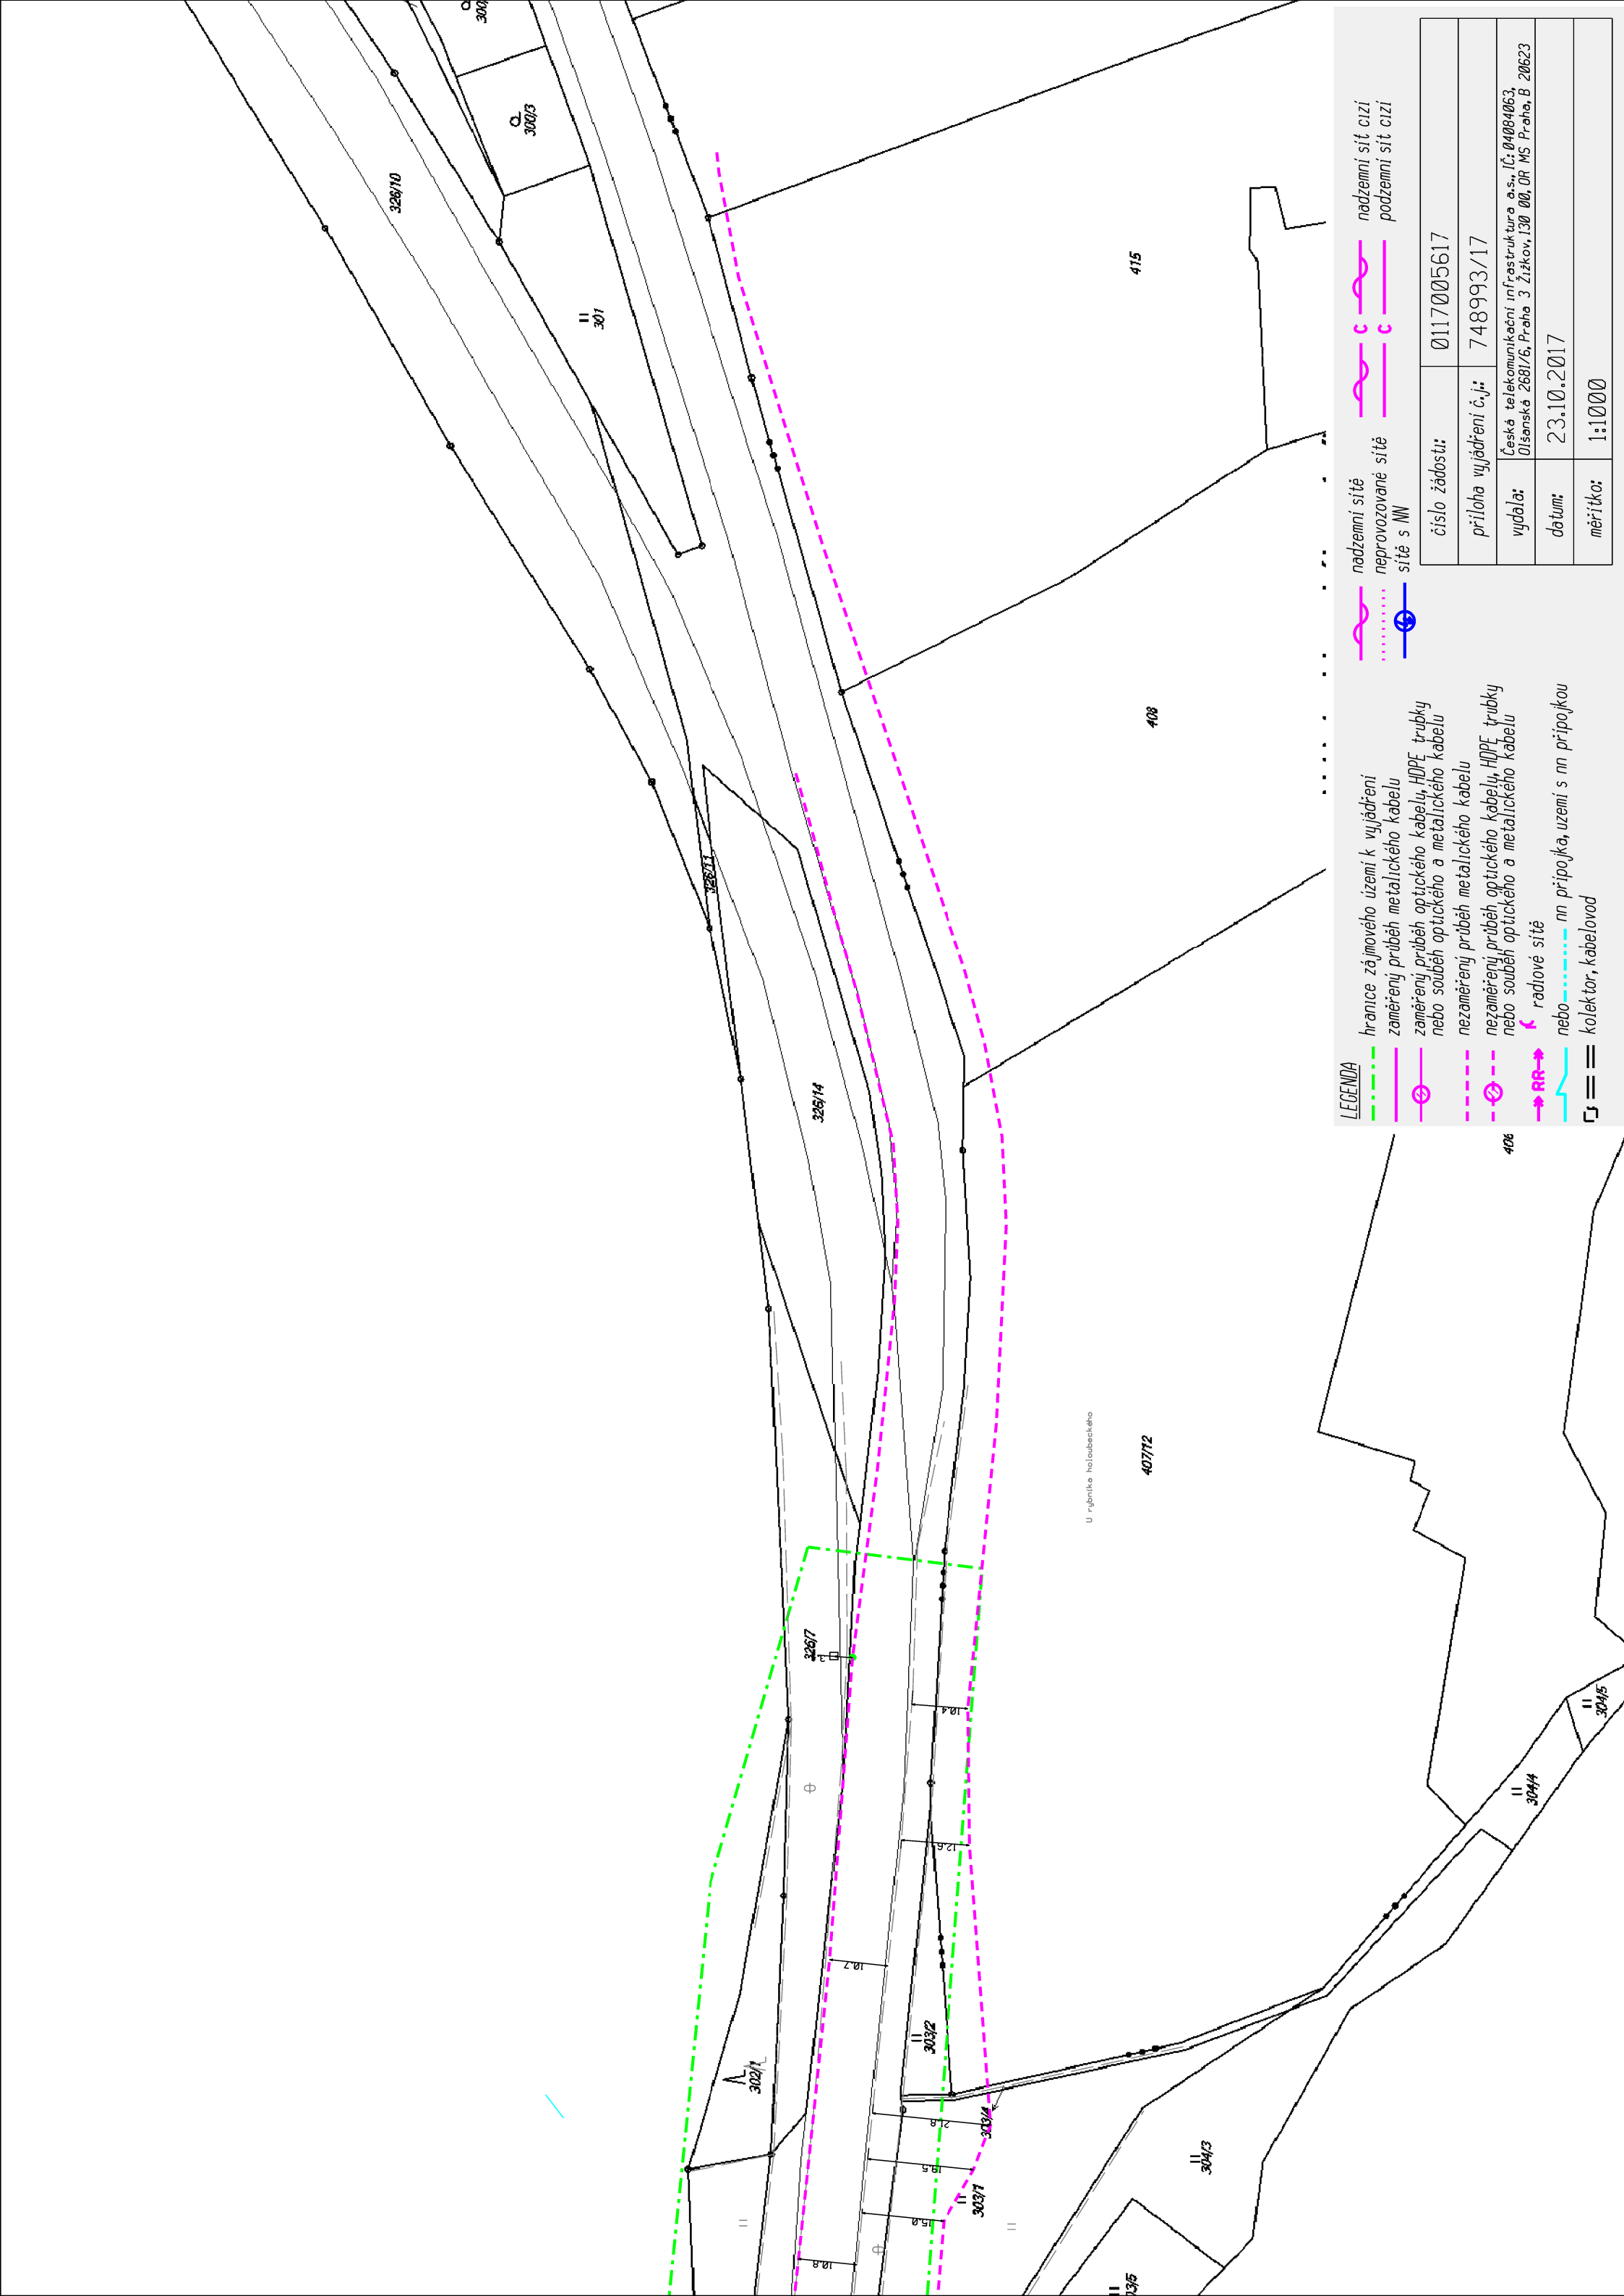 300/3
326/10
301
415
408
326/11
326/14
U rybníka holoubeckého
407/12
406
326/7
10.4
12.6
10.7
303/2
302/1
303/4
21.8
19.5
303/1
15.0
10.8
304/3
304/4
304/5
LEGENDA
hranice zájmového území k vyjádření
zaměřený průběh metalického kabelu
zaměřený průběh optického kabelu, HDPE trubky
nebo souběh optického a metalického kabelu
nezaměřený průběh metalického kabelu
nezaměřený průběh optického kabelu, HDPE trubky
nebo souběh optického a metalického kabelu
RR radiové sítě
nebo nn přípojka, uzemí s nn přípojkou
kolektor, kabelovod
nadzemní sítě
neprovozované sítě
sítě s NN
C nadzemní síť cizí
C podzemní síť cizí
číslo žádosti: 0117005617
příloha vyjádření č.j.: 748993/17
vydala: Česká telekomunikační infrastruktura a.s., IČ: 04084063,
Olšanská 2681/6, Praha 3 Žižkov, 130 00, OR MS Praha, B 20623
datum: 23.10.2017
měřítko: 1:1000